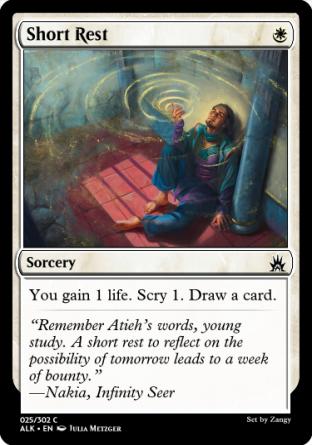 Short Rest
Sorcery
You gain 1 life. Scry 1. Draw a card.
“Remember Atieh’s words, young
study. A short rest to reflect on the
possibility of tomorrow leads to a week
of bounty.”
—Nakia, Infinity Seer
025/302 C
ALK • EN Julia Metzger
Set by Zangy